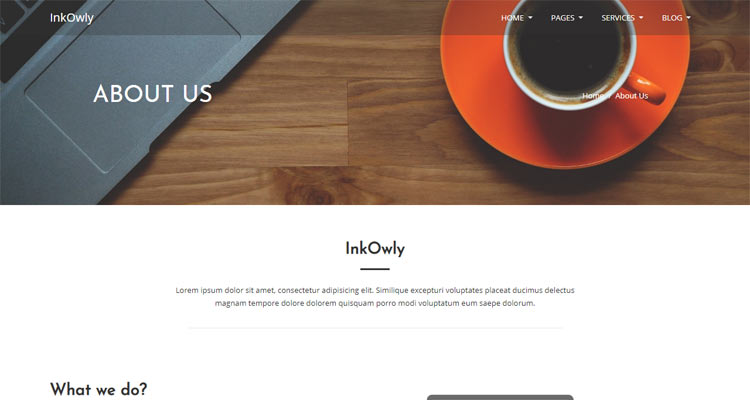 InkOwly
HOME PAGES SERVICES BLOG
ABOUT US
Home / About Us
InkOwly
Lorem ipsum dolor sit amet, consectetur adipisicing elit. Similique excepturi voluptates placeat ducimus delectus
magnam tempore dolore dolorem quisquam porro modi voluptatum eum saepe dolorum.
What we do?